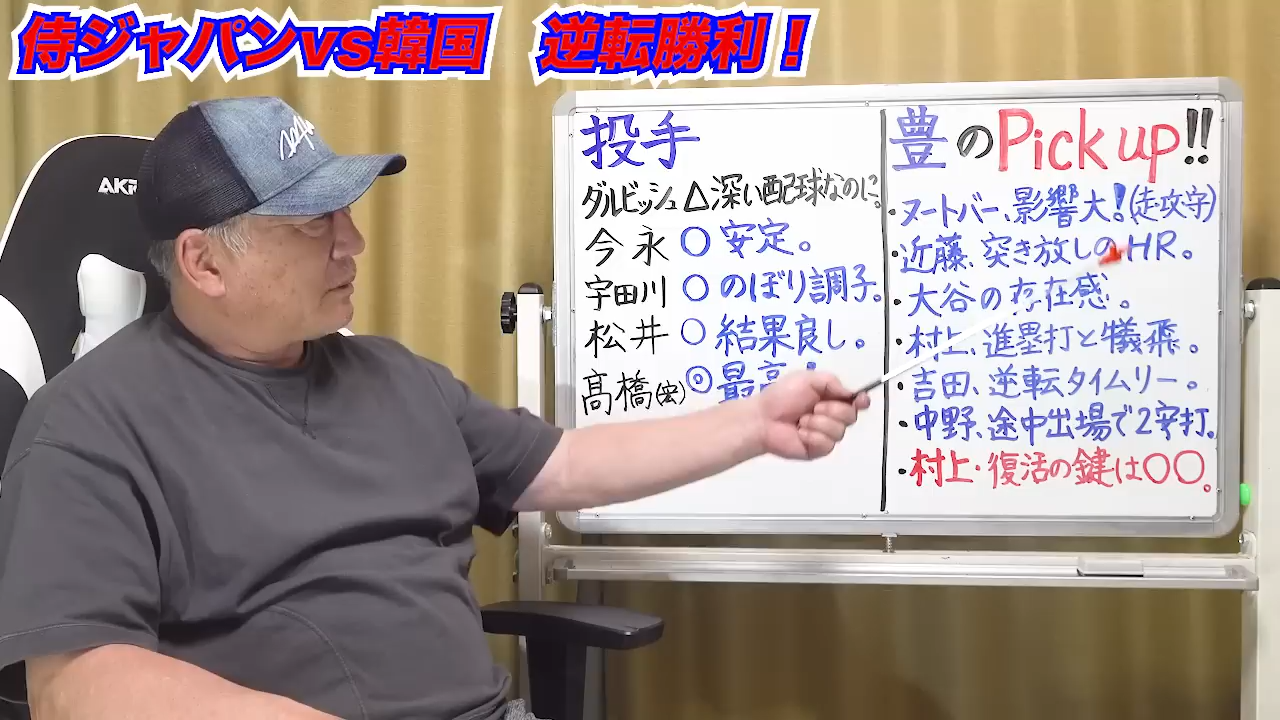 侍ジャパンvs韓国 逆転勝利！
投手
ダルビッシュ △深い配球なのに。
今永 〇 安定。
宇田川 〇 のぼり調子。
松井 〇 結果良し。
髙橋(宏) ◎ 最高！
豊のPick up!!
・ヌートバー、影響大！(走攻守)
・近藤、突き放しのHR。
・大谷の存在感。
・村上、進塁打と犠飛。
・吉田、逆転タイムリー。
・中野、途中出場で2安打。
・村上・復活の鍵は〇〇。